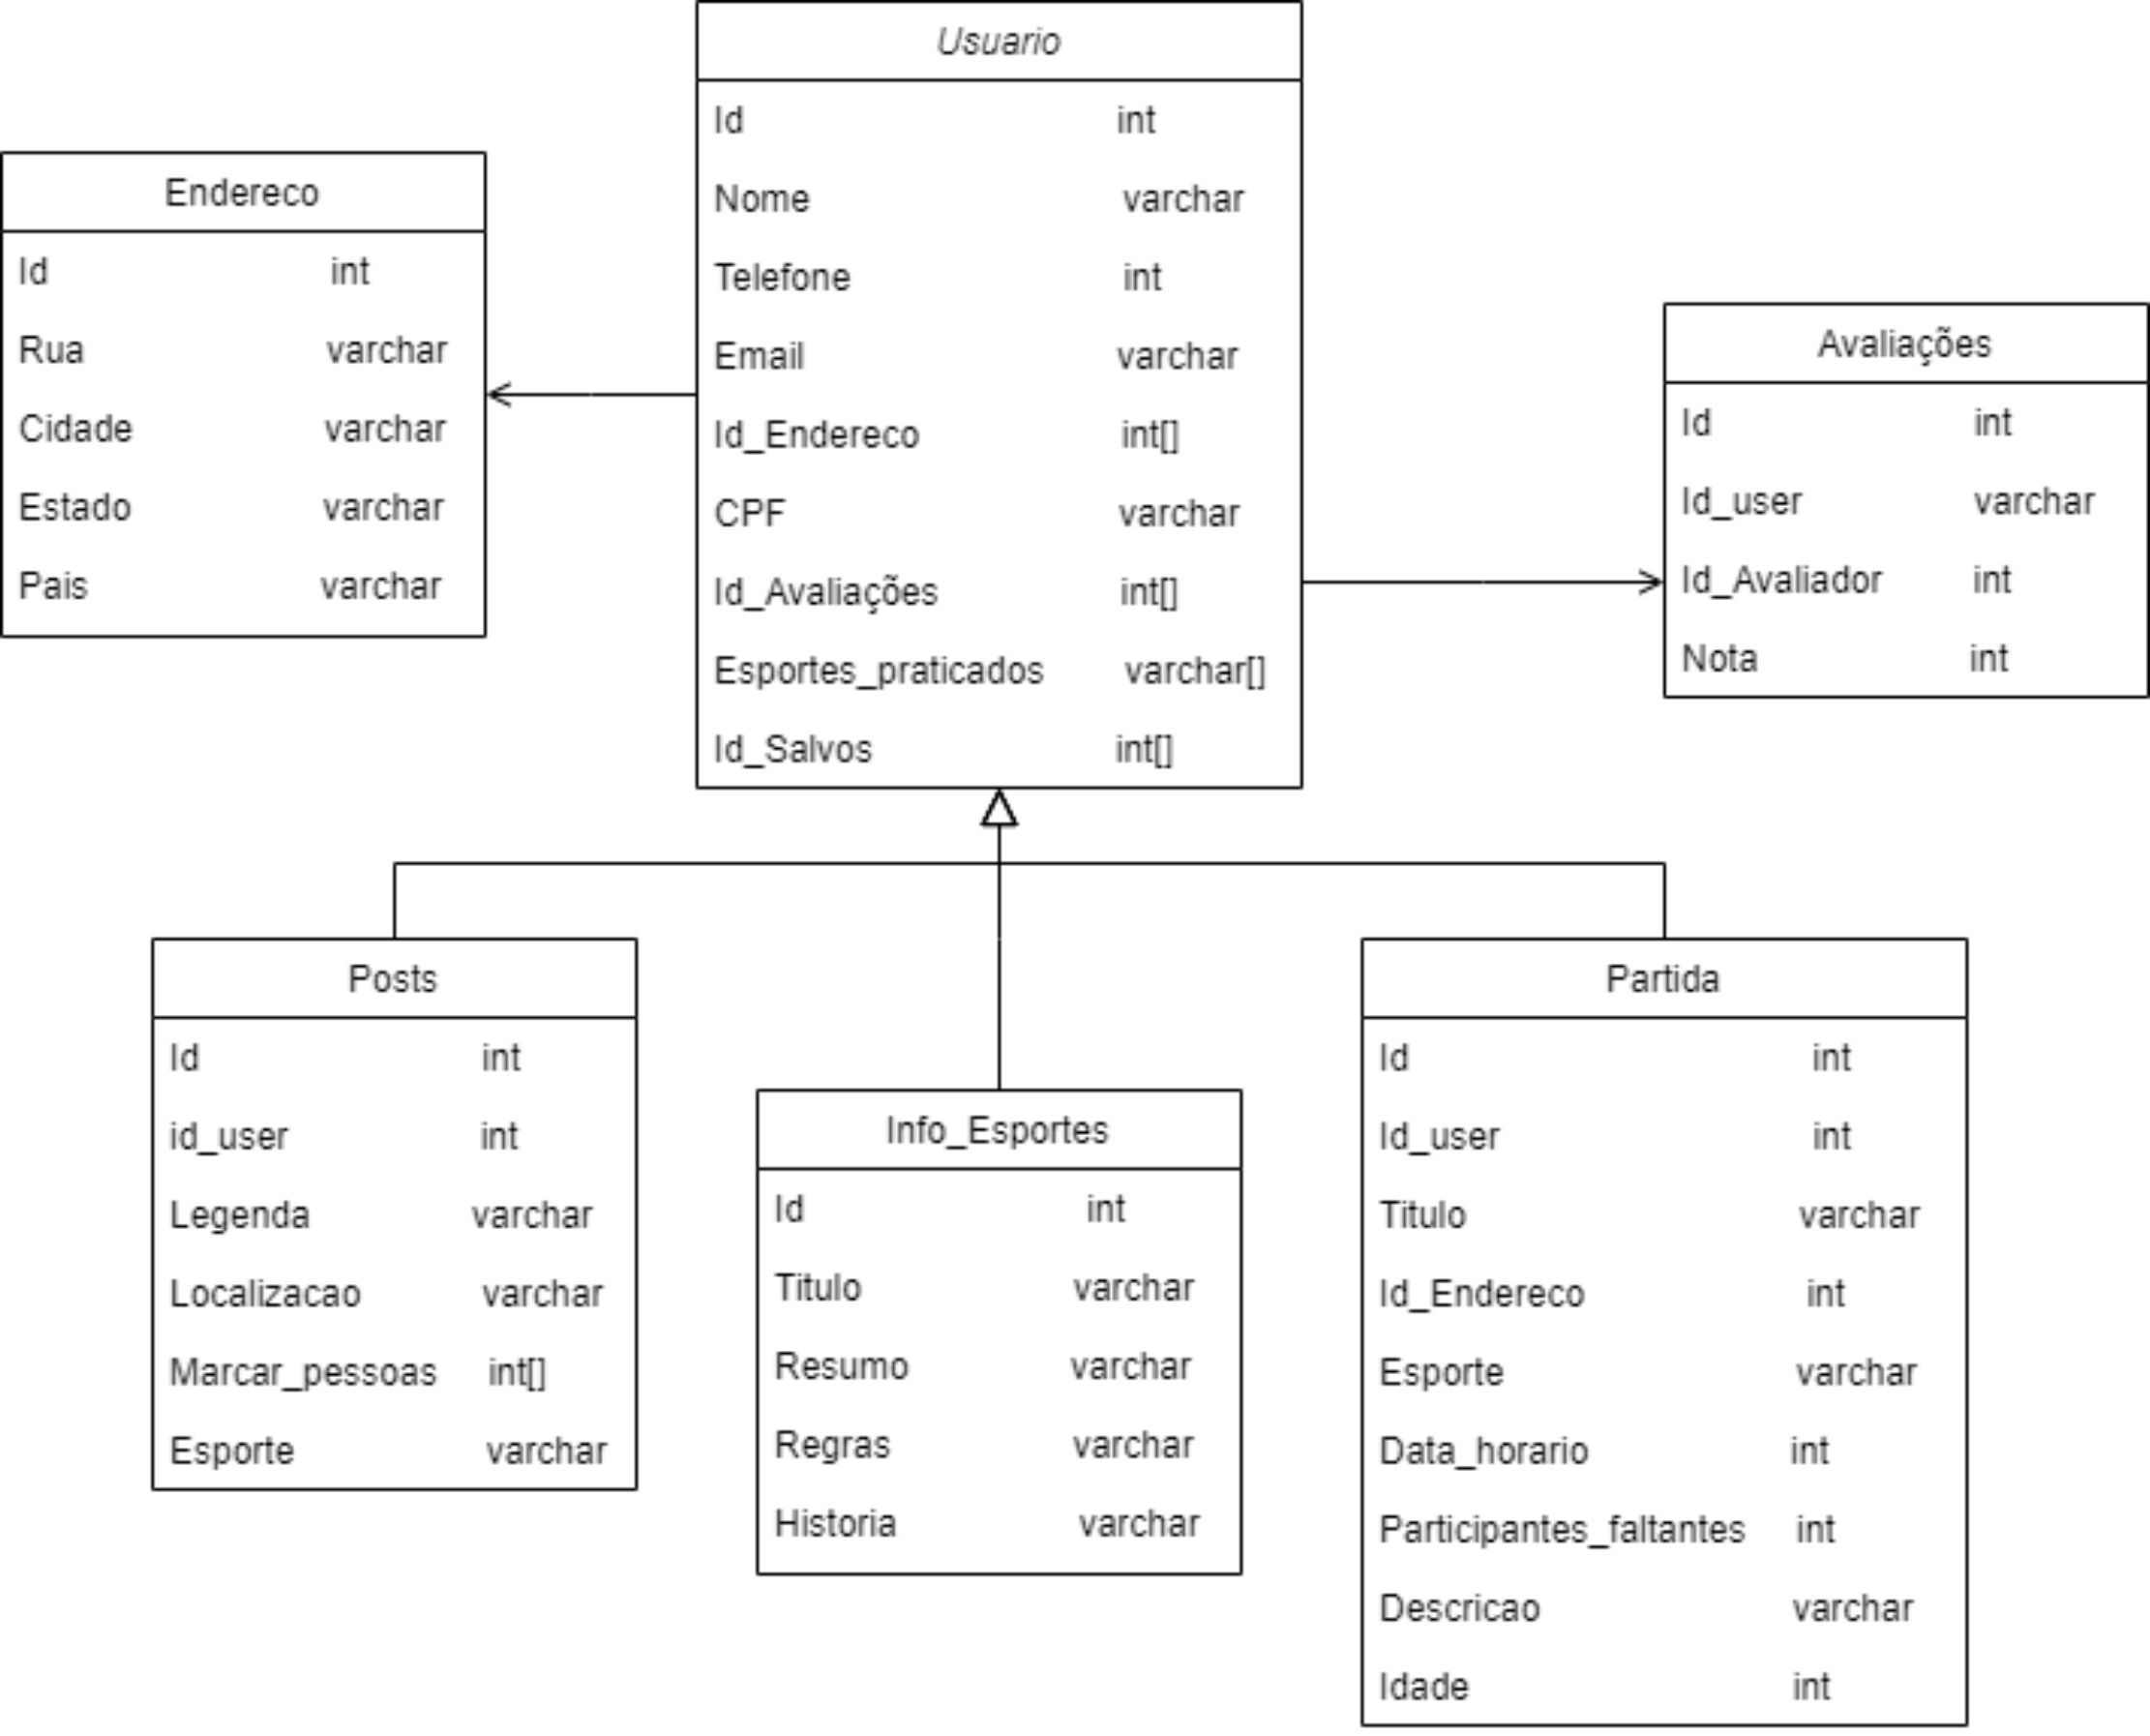 Usuario
Id int
Nome varchar
Telefone int
Email varchar
Id_Endereco int[]
CPF varchar
Id_Avaliações int[]
Esportes_praticados varchar[]
Id_Salvos int[]
Endereco
Id int
Rua varchar
Cidade varchar
Estado varchar
Pais varchar
Avaliações
Id int
Id_user varchar
Id_Avaliador int
Nota int
Posts
Id int
id_user int
Legenda varchar
Localizacao varchar
Marcar_pessoas int[]
Esporte varchar
Info_Esportes
Id int
Titulo varchar
Resumo varchar
Regras varchar
Historia varchar
Partida
Id int
Id_user int
Titulo varchar
Id_Endereco int
Esporte varchar
Data_horario int
Participantes_faltantes int
Descricao varchar
Idade int